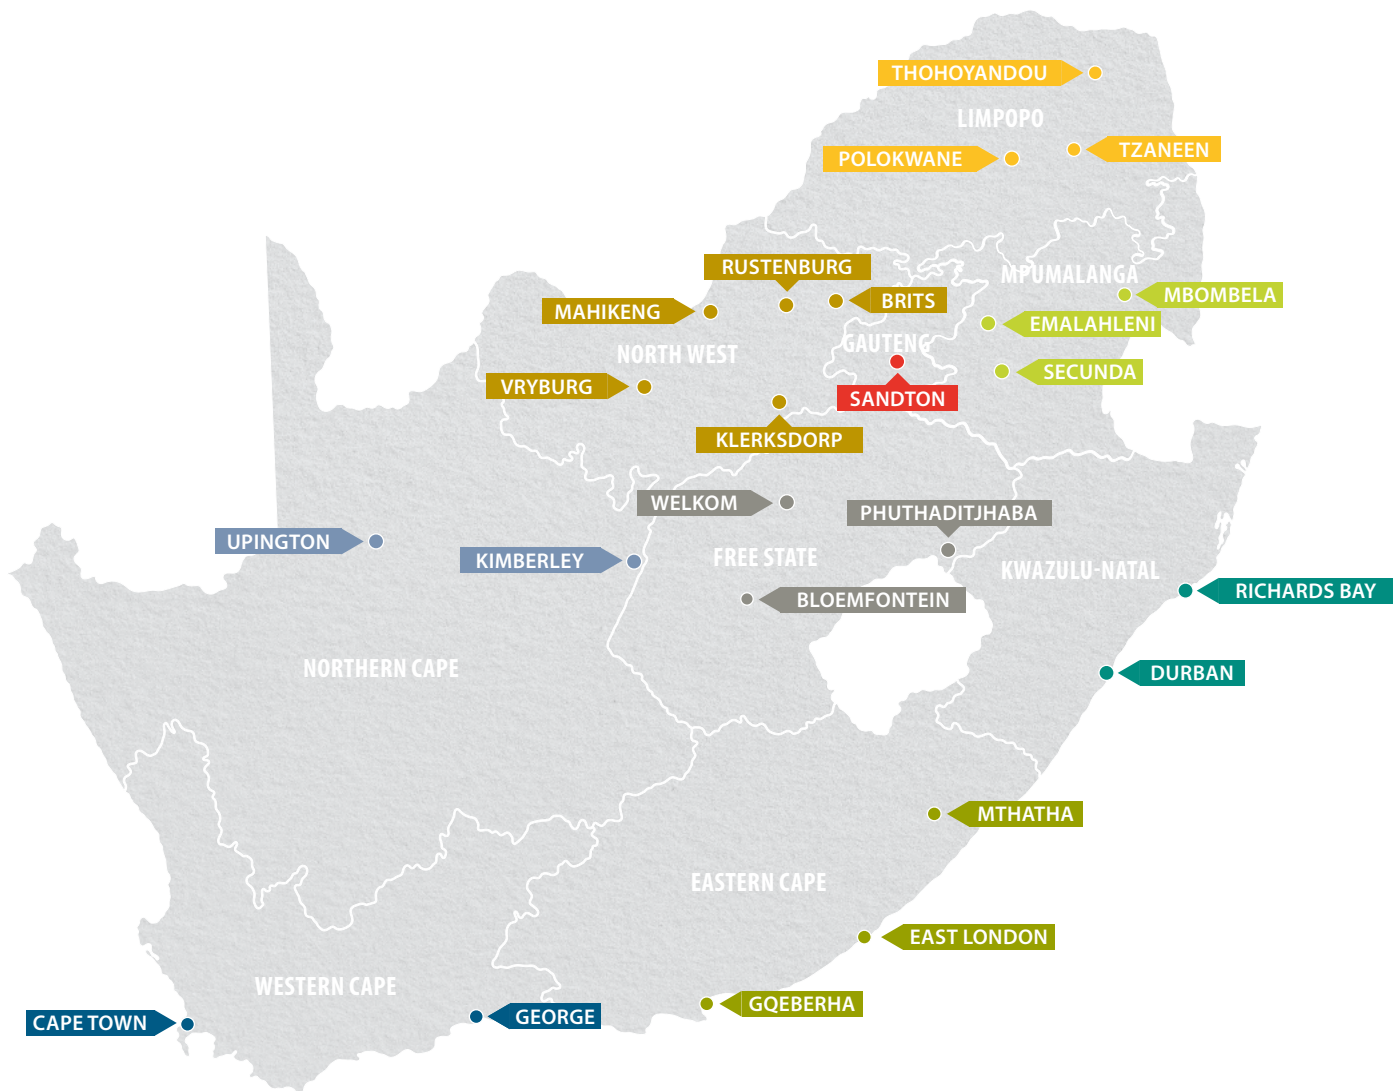 THOHOYANDOU
LIMPOPO
POLOKWANE
TZANEEN
RUSTENBURG
MPUMALANGA
MAHIKENG
BRITS
MBOMBELA
EMALAHLENI
NORTH WEST
GAUTENG
VRYBURG
SECUNDA
SANDTON
KLERKSDORP
WELKOM
PHUTHADITJHABA
UPINGTON
KIMBERLEY
FREE STATE
KWAZULU-NATAL
BLOEMFONTEIN
RICHARDS BAY
NORTHERN CAPE
DURBAN
MTHATHA
EASTERN CAPE
EAST LONDON
WESTERN CAPE
GQEBERHA
CAPE TOWN
GEORGE